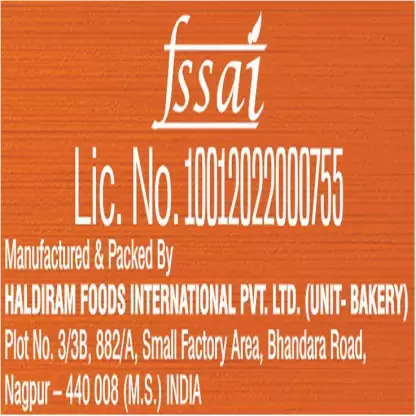 fssai
Lic. No. 10012022000755
Manufactured & Packed By
HALDIRAM FOODS INTERNATIONAL PVT. LTD. (UNIT- BAKERY)
Plot No. 3/3B, 882/A, Small Factory Area, Bhandara Road,
Nagpur – 440 008 (M.S.) INDIA